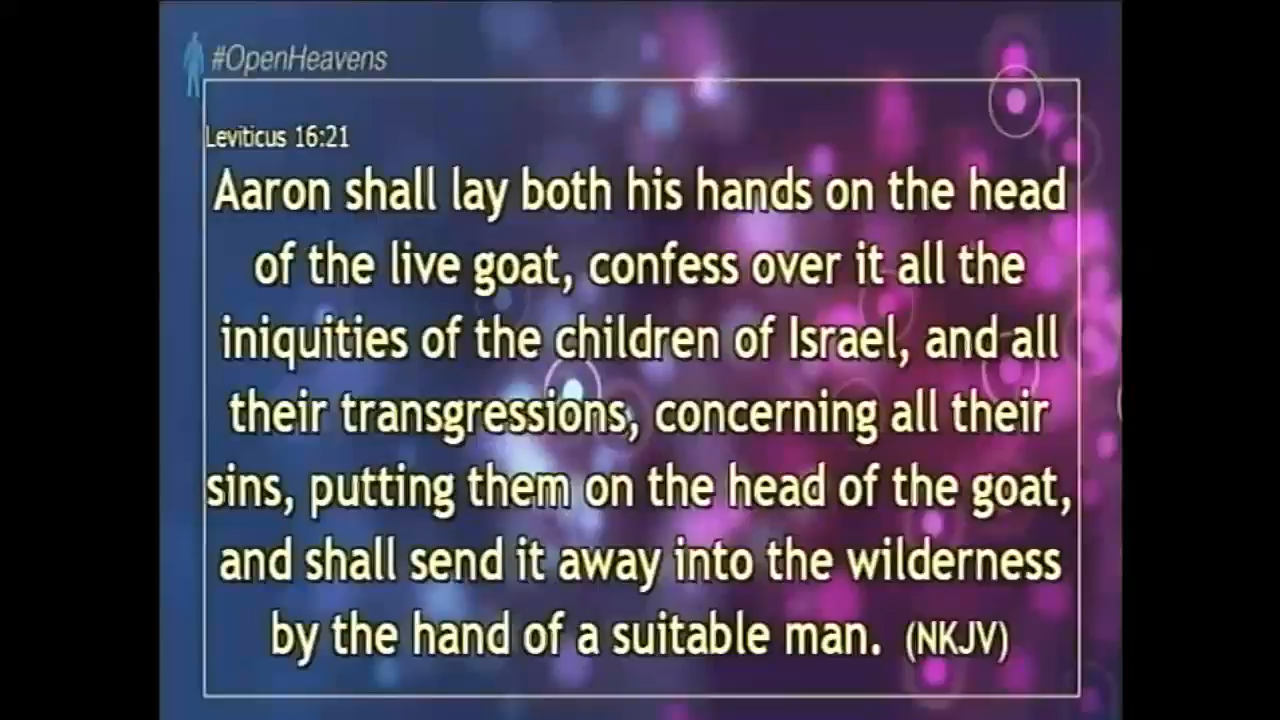 #OpenHeavens
Leviticus 16:21
Aaron shall lay both his hands on the head
of the live goat, confess over it all the
iniquities of the children of Israel, and all
their transgressions, concerning all their
sins, putting them on the head of the goat,
and shall send it away into the wilderness
by the hand of a suitable man. (NKJV)